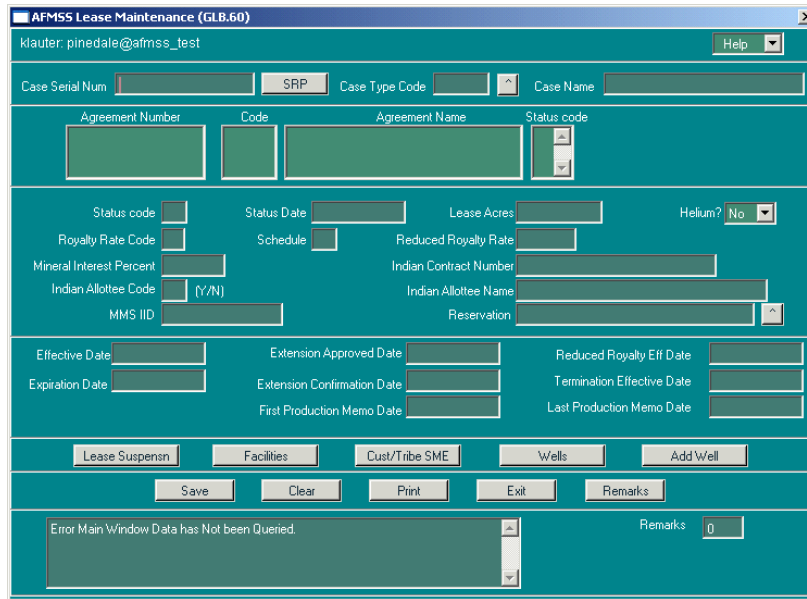 AFMSS Lease Maintenance (GLB.60)
klauter: pinedale@afmss_test Help
Case Serial Num SRP Case Type Code ^ Case Name
Agreement Number Code Agreement Name Status code
Status code Status Date Lease Acres Helium? No
Royalty Rate Code Schedule Reduced Royalty Rate
Mineral Interest Percent Indian Contract Number
Indian Allottee Code (Y/N) Indian Allottee Name
MMS IID Reservation ^
Effective Date Extension Approved Date Reduced Royalty Eff Date
Expiration Date Extension Confirmation Date Termination Effective Date
First Production Memo Date Last Production Memo Date
Lease Suspensn Facilities Cust/Tribe SME Wells Add Well
Save Clear Print Exit Remarks
Error Main Window Data has Not been Queried. Remarks 0